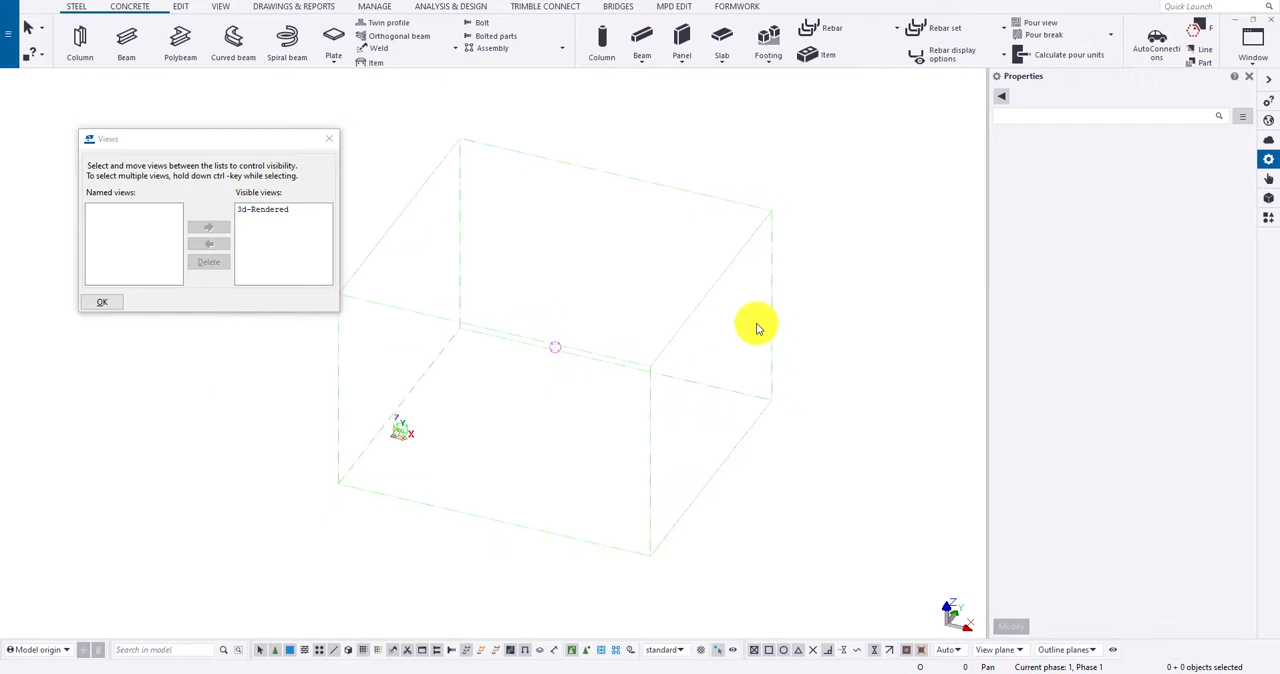 STEEL CONCRETE EDIT VIEW DRAWINGS & REPORTS MANAGE ANALYSIS & DESIGN TRIMBLE CONNECT BRIDGES MPD EDIT FORMWORK Quick Launch
Column Beam Polybeam Curved beam Spiral beam Plate
Twin profile
Orthogonal beam
Weld
Item
Bolt
Bolted parts
Assembly
Column Beam Panel Slab Footing
Rebar
Item
Rebar set
Rebar display
options
Pour view
Pour break
Calculate pour units
AutoConnecti
ons
F
Line
Part
Window
Properties
Views
Select and move views between the lists to control visibility.
To select multiple views, hold down ctrl -key while selecting.
Named views: Visible views:
3d-Rendered
Delete
OK
Z
Y
X
Z
Y
X
Modify
Model origin Search in model standard Auto View plane Outline planes
O 0 Pan Current phase: 1, Phase 1 0 + 0 objects selected